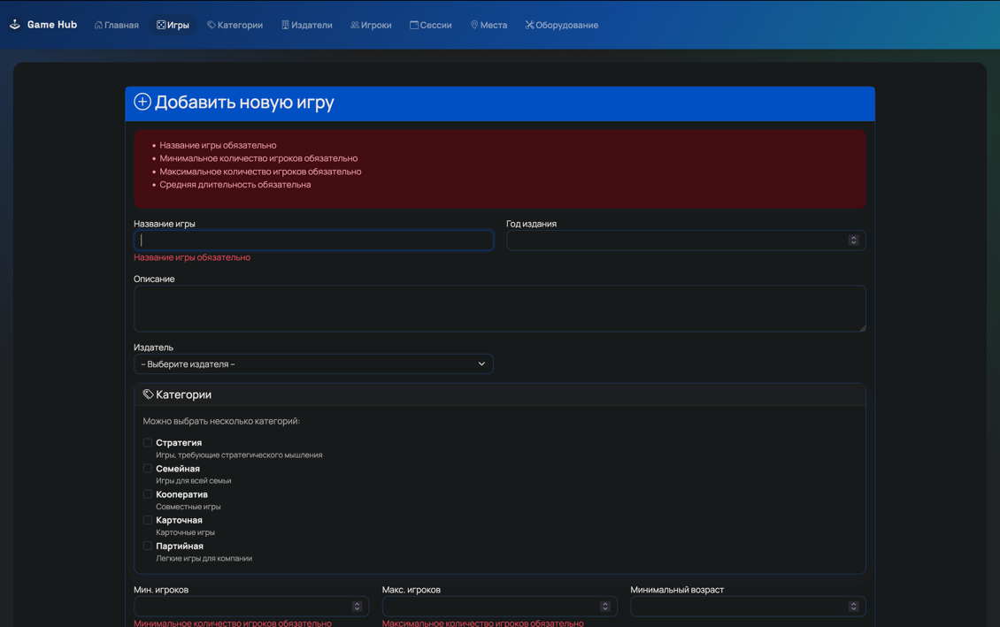 Game Hub Главная Игры Категории Издатели Игроки Сессии Места Оборудование
Добавить новую игру
Название игры обязательно
Минимальное количество игроков обязательно
Максимальное количество игроков обязательно
Средняя длительность обязательна
Название игры Год издания
Название игры обязательно
Описание
Издатель
– Выберите издателя –
Категории
Можно выбрать несколько категорий:
Стратегия
Игры, требующие стратегического мышления
Семейная
Игры для всей семьи
Кооператив
Совместные игры
Карточная
Карточные игры
Партийная
Легкие игры для компании
Мин. игроков Макс. игроков Минимальный возраст
Минимальное количество игроков обязательно Максимальное количество игроков обязательно